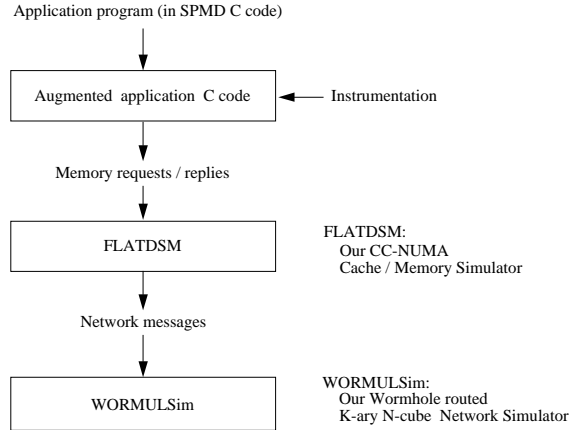 Application program (in SPMD C code)
Augmented application C code
Instrumentation
Memory requests / replies
FLATDSM
FLATDSM:
Our CC-NUMA
Cache / Memory Simulator
Network messages
WORMULSim
WORMULSim:
Our Wormhole routed
K-ary N-cube Network Simulator